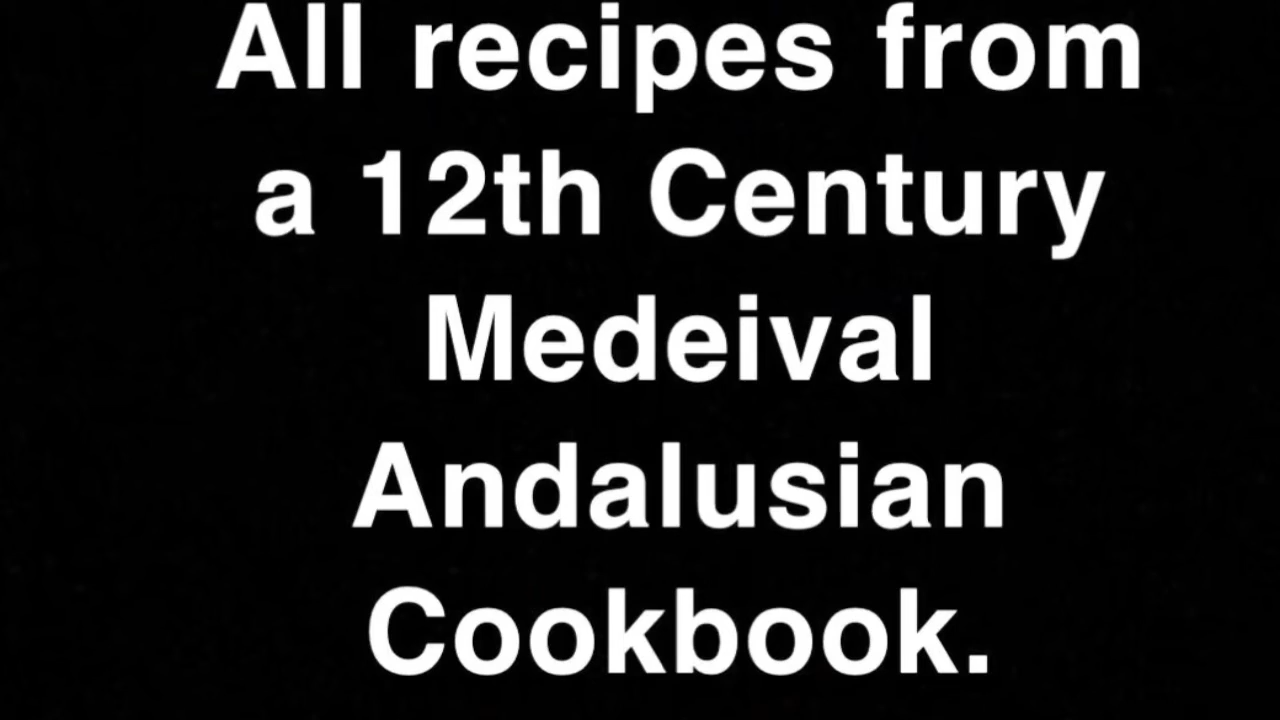 All recipes from
a 12th Century
Medeival
Andalusian
Cookbook.